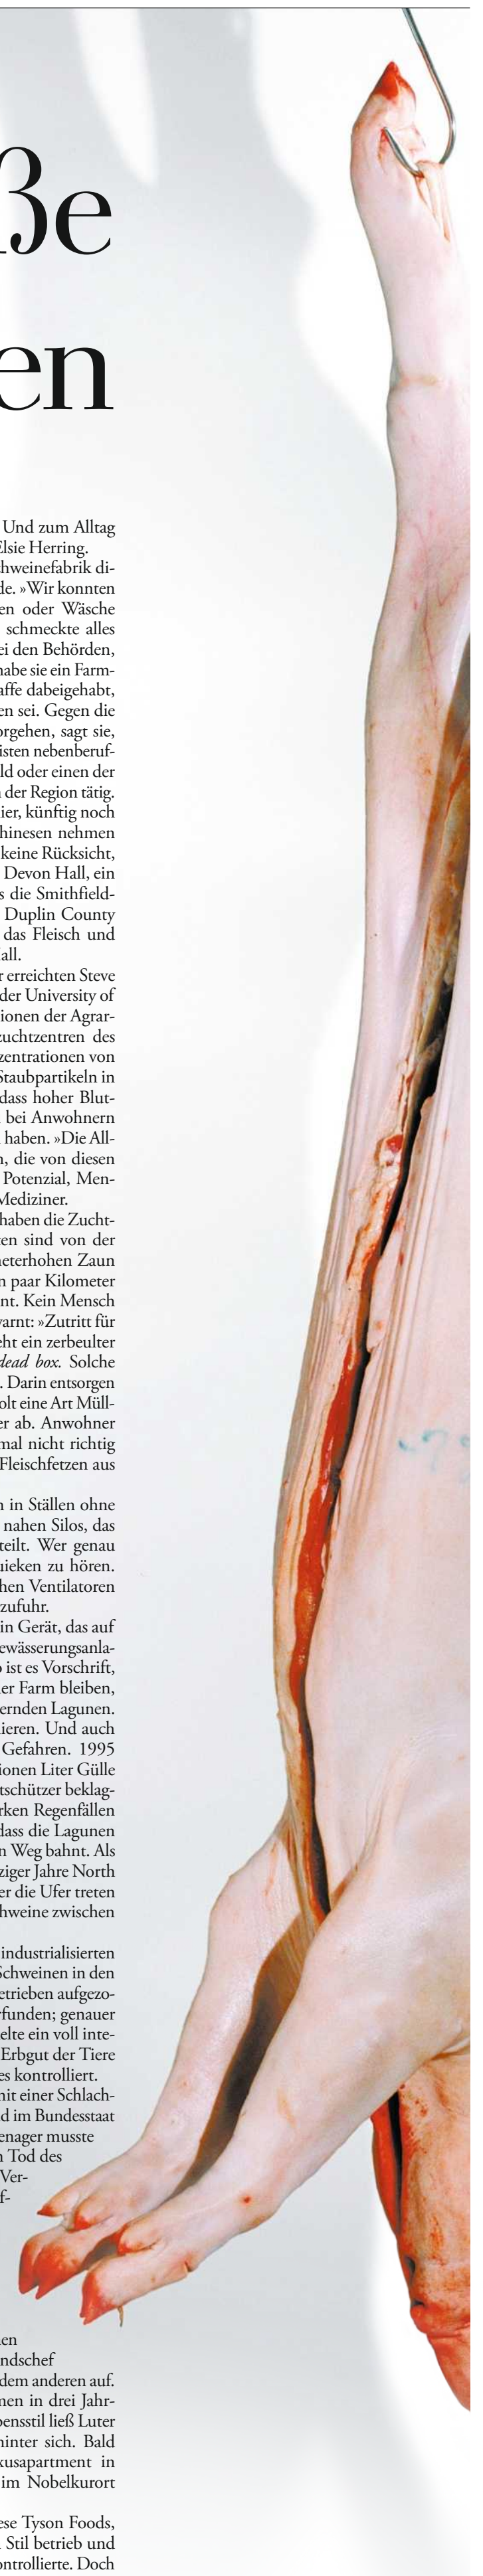 ße
en
Und zum Alltag
Elsie Herring.
hweinefabrik di-
de. »Wir konnten
en oder Wäsche
schmeckte alles
ei den Behörden,
habe sie ein Farm-
affe dabeigehabt,
en sei. Gegen die
orgehen, sagt sie,
isten nebenberuf-
ld oder einen der
der Region tätig.
ier, künftig noch
hinesen nehmen
keine Rücksicht,
Devon Hall, ein
s die Smithfield-
Duplin County
das Fleisch und
all.
r erreichten Steve
der University of
ionen der Agrar-
zuchtzentren des
zentrationen von
Staubpartikeln in
dass hoher Blut-
bei Anwohnern
haben. »Die All-
n, die von diesen
Potenzial, Men-
Mediziner.
haben die Zucht-
ten sind von der
neterhohen Zaun
n paar Kilometer
nt. Kein Mensch
varnt: »Zutritt für
eht ein zerbeulter
dead box. Solche
. Darin entsorgen
olt eine Art Müll-
er ab. Anwohner
mal nicht richtig
Fleischfetzen aus
n in Ställen ohne
nahen Silos, das
teilt. Wer genau
uieken zu hören.
hen Ventilatoren
zufuhr.
in Gerät, das auf
ewässerungsanla-
o ist es Vorschrift,
er Farm bleiben,
ernden Lagunen.
ieren. Und auch
Gefahren. 1995
ionen Liter Gülle
tschützer beklag-
rken Regenfällen
dass die Lagunen
n Weg bahnt. Als
ziger Jahre North
er die Ufer treten
hweine zwischen
industrialisierten
Schweinen in den
etrieben aufgezo-
rfunden; genauer
elte ein voll inte-
Erbgut der Tiere
es kontrolliert.
mit einer Schlach-
d im Bundesstaat
enager musste
n Tod des
Ver-
f-
en
ndschef
dem anderen auf.
men in drei Jahr-
bensstil ließ Luter
hinter sich. Bald
xusapartment in
im Nobelkurort
ese Tyson Foods,
Stil betrieb und
ontrollierte. Doch